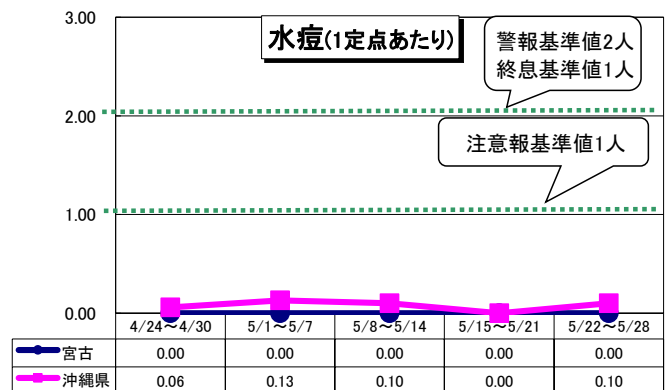 水痘(1定点あたり)
警報基準値2人
終息基準値1人
注意報基準値1人
3.00
2.00
1.00
0.00
4/24～4/30 5/1～5/7 5/8～5/14 5/15～5/21 5/22～5/28
宮古 0.00 0.00 0.00 0.00 0.00
沖縄県 0.06 0.13 0.10 0.00 0.10